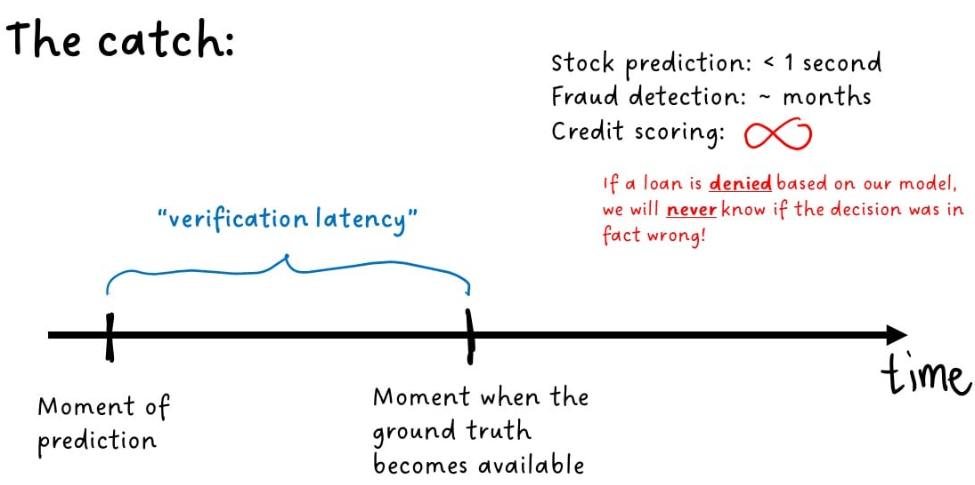 The catch:
Stock prediction: < 1 second
Fraud detection: ~ months
Credit scoring: ∞
If a loan is denied based on our model,
we will never know if the decision was in
fact wrong!
“verification latency”
time
Moment of
prediction
Moment when the
ground truth
becomes available